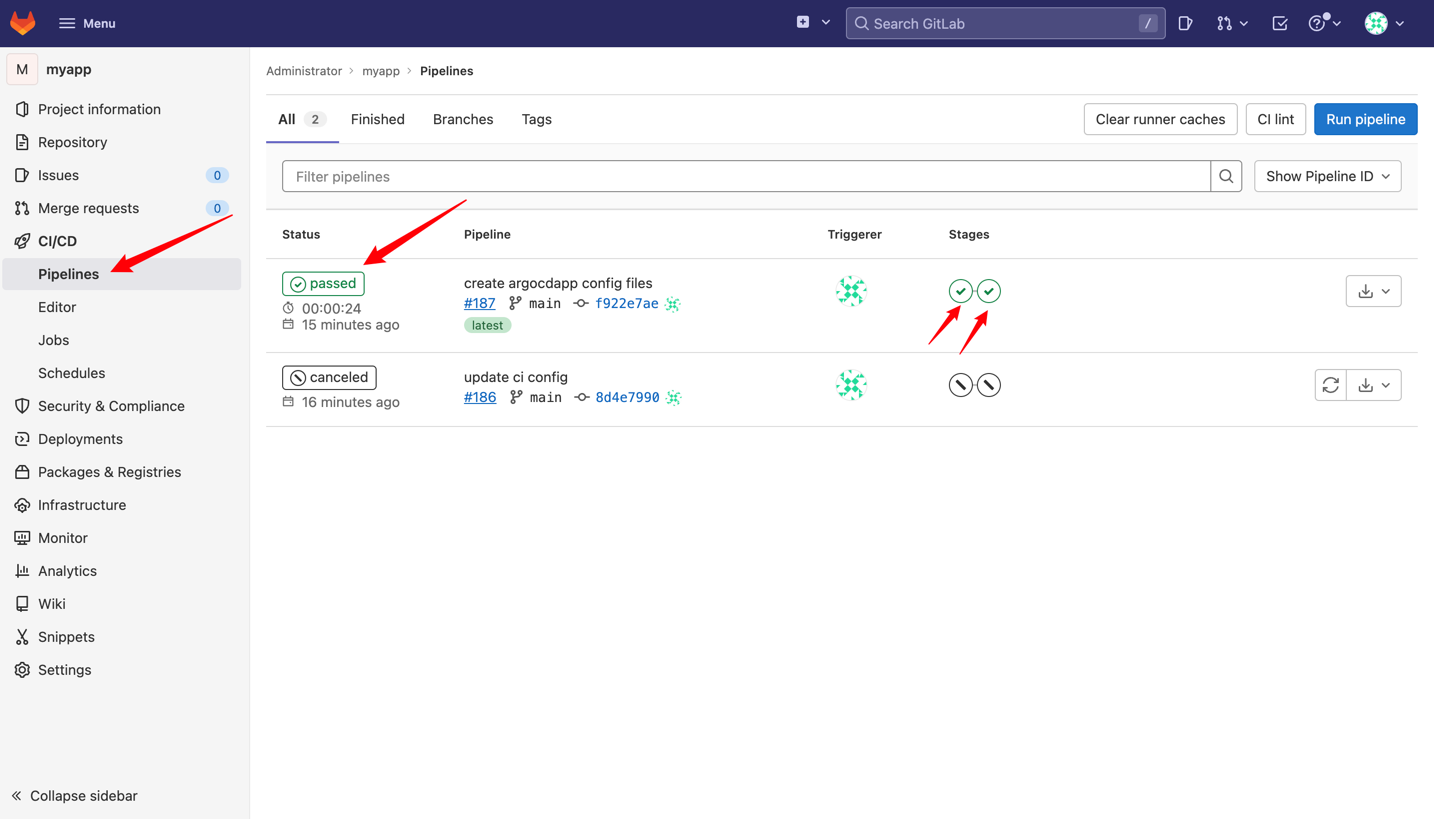 Menu
Search GitLab /
M myapp
Project information
Repository
Issues 0
Merge requests 0
CI/CD
Pipelines
Editor
Jobs
Schedules
Security & Compliance
Deployments
Packages & Registries
Infrastructure
Monitor
Analytics
Wiki
Snippets
Settings
Collapse sidebar
Administrator > myapp > Pipelines
All 2 Finished Branches Tags
Clear runner caches CI lint Run pipeline
Filter pipelines Show Pipeline ID
Status Pipeline Triggerer Stages
passed
00:00:24
15 minutes ago
create argocdapp config files
#187 main f922e7ae
latest
canceled
16 minutes ago
update ci config
#186 main 8d4e7990